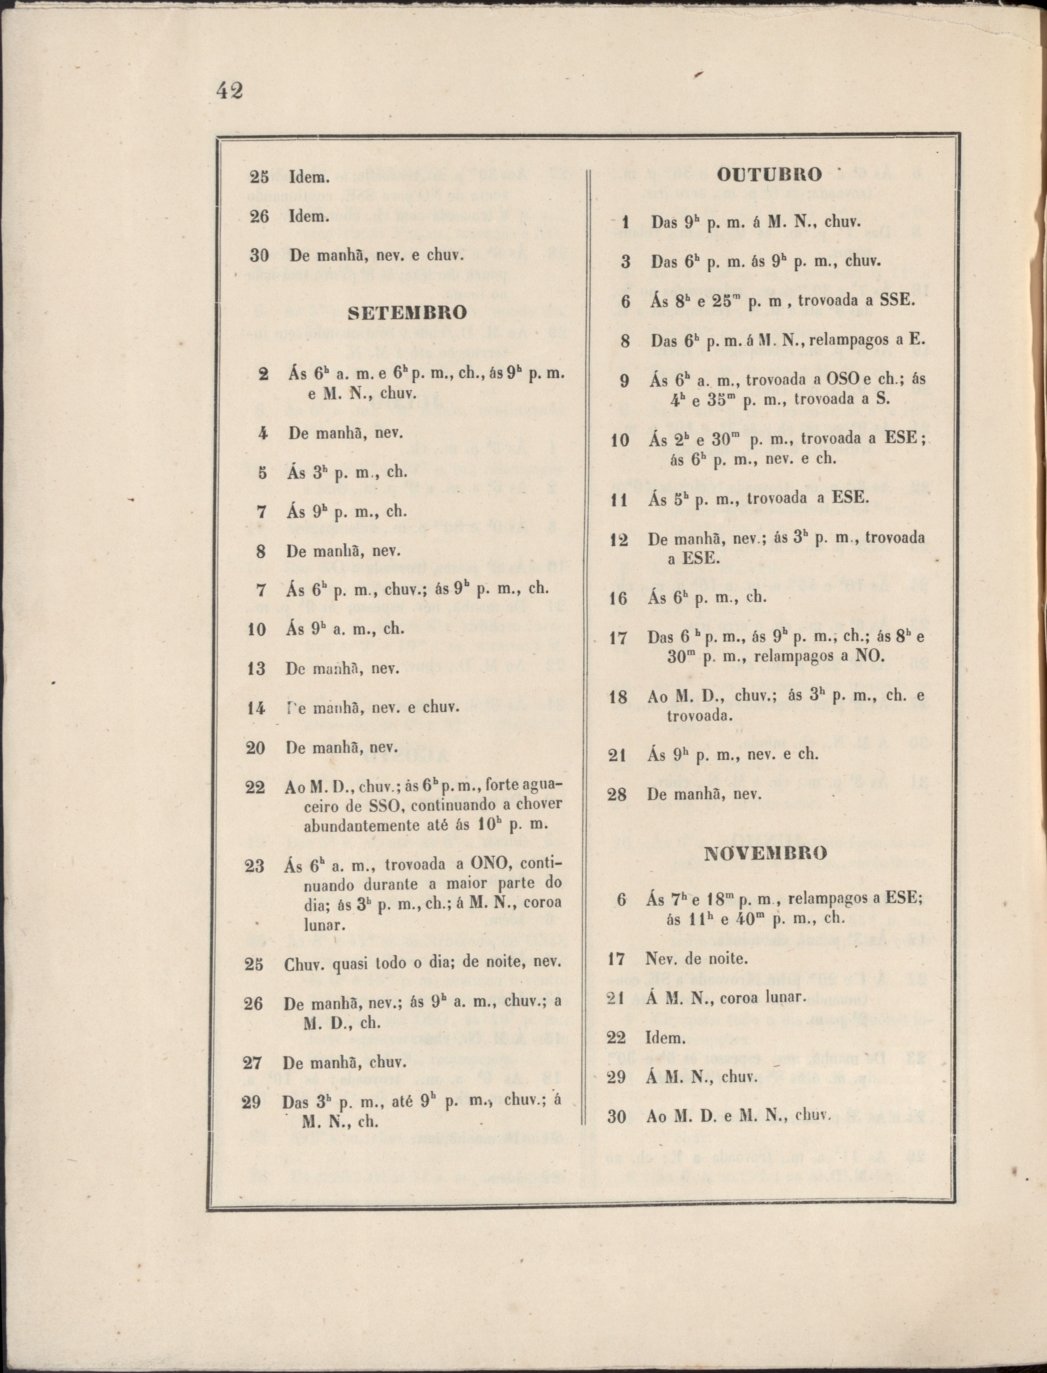 42
25 Idem.
26 Idem.
30 De manhã, nev. e chuv.
SETEMBRO
2 Ás 6ʰ a. m. e 6ʰ p. m., ch., ás 9ʰ p. m.
e M. N., chuv.
4 De manhã, nev.
5 Ás 3ʰ p. m., ch.
7 Ás 9ʰ p. m., ch.
8 De manhã, nev.
7 Ás 6ʰ p. m., chuv.; ás 9ʰ p. m., ch.
10 Ás 9ʰ a. m., ch.
13 De manhã, nev.
14 De manhã, nev. e chuv.
20 De manhã, nev.
22 Ao M. D., chuv.; ás 6ʰ p. m., forte agua-
ceiro de SSO, continuando a chover
abundantemente até ás 10ʰ p. m.
23 Ás 6ʰ a. m., trovoada a ONO, conti-
nuando durante a maior parte do
dia; ás 3ʰ p. m., ch.; á M. N., coroa
lunar.
25 Chuv. quasi todo o dia; de noite, nev.
26 De manhã, nev.; ás 9ʰ a. m., chuv.; a
M. D., ch.
27 De manhã, chuv.
29 Das 3ʰ p. m., até 9ʰ p. m., chuv.; á
M. N., ch.
OUTUBRO
1 Das 9ʰ p. m. á M. N., chuv.
3 Das 6ʰ p. m. ás 9ʰ p. m., chuv.
6 Ás 8ʰ e 25ᵐ p. m , trovoada a SSE.
8 Das 6ʰ p. m. á M. N., relampagos a E.
9 Ás 6ʰ a. m., trovoada a OSO e ch.; ás
4ʰ e 35ᵐ p. m., trovoada a S.
10 Ás 2ʰ e 30ᵐ p. m., trovoada a ESE;
ás 6ʰ p. m., nev. e ch.
11 Ás 5ʰ p. m., trovoada a ESE.
12 De manhã, nev.; ás 3ʰ p. m., trovoada
a ESE.
16 Ás 6ʰ p. m., ch.
17 Das 6 ʰ p. m., ás 9ʰ p. m., ch.; ás 8ʰ e
30ᵐ p. m., relampagos a NO.
18 Ao M. D., chuv.; ás 3ʰ p. m., ch. e
trovoada.
21 Ás 9ʰ p. m., nev. e ch.
28 De manhã, nev.
NOVEMBRO
6 Ás 7ʰ e 18ᵐ p. m., relampagos a ESE;
ás 11ʰ e 40ᵐ p. m., ch.
17 Nev. de noite.
21 Á M. N., coroa lunar.
22 Idem.
29 Á M. N., chuv.
30 Ao M. D. e M. N., chuv.